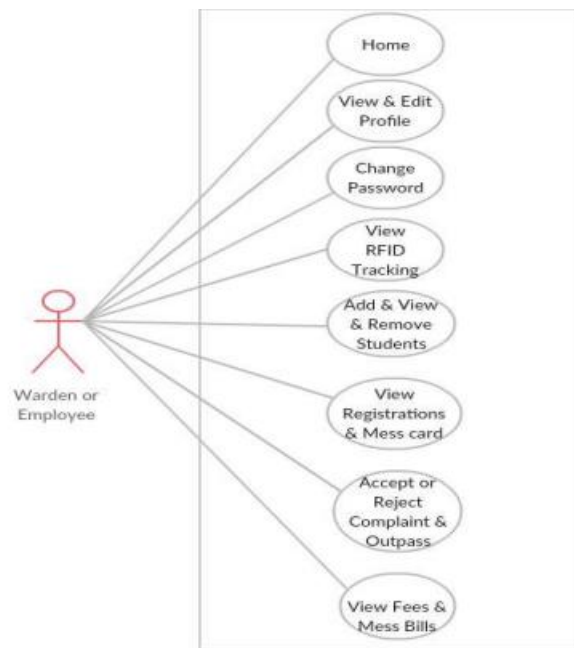 Home
View & Edit
Profile
Change
Password
View
RFID
Tracking
Add & View
& Remove
Students
Warden or
Employee
View
Registrations
& Mess card
Accept or
Reject
Complaint &
Outpass
View Fees &
Mess Bills